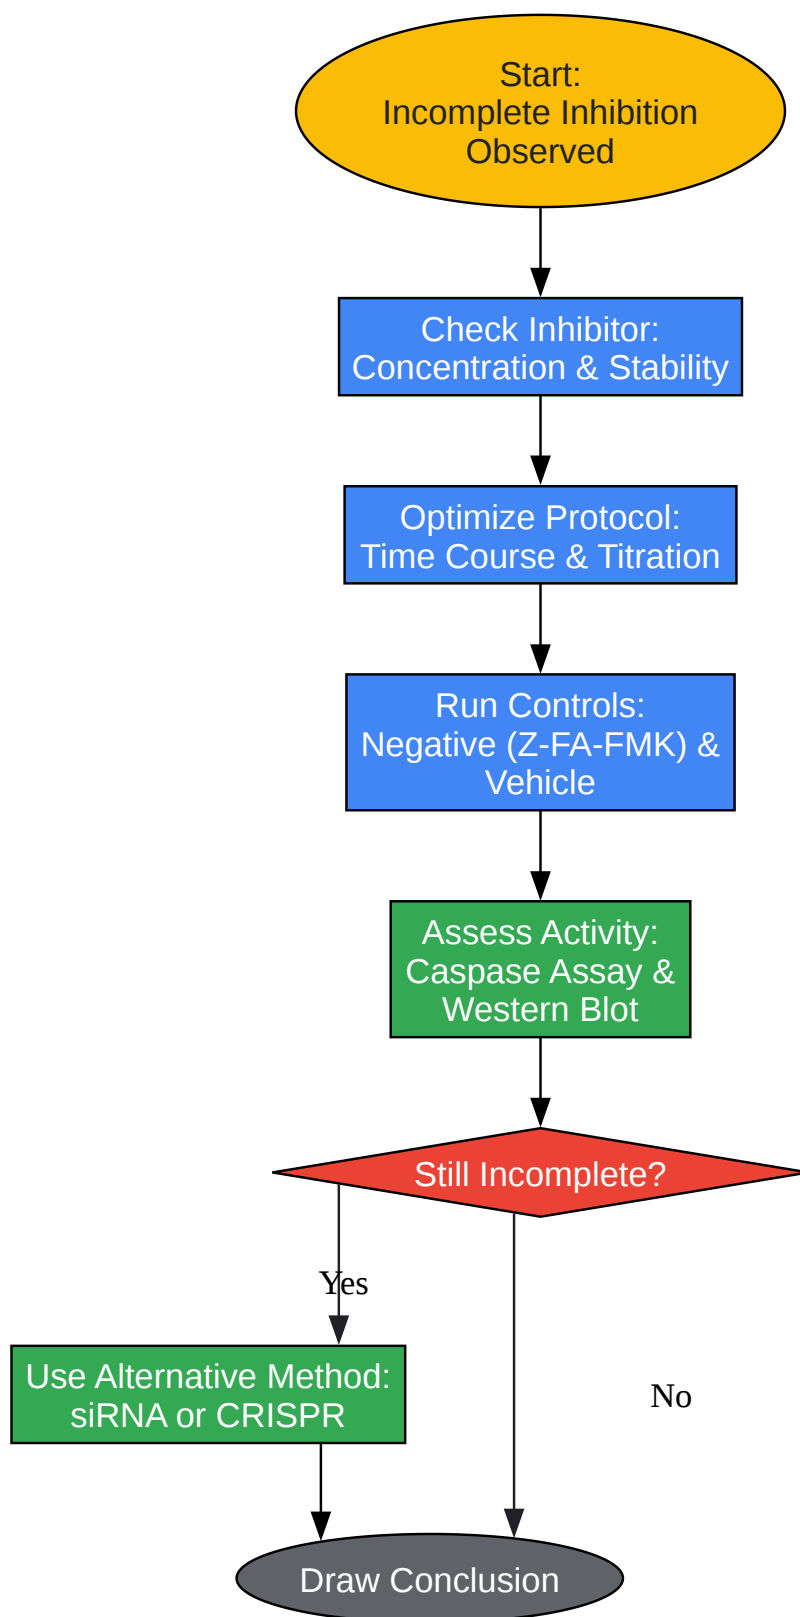 Start:
Incomplete Inhibition
Observed
Check Inhibitor:
Concentration & Stability
Optimize Protocol:
Time Course & Titration
Run Controls:
Negative (Z-FA-FMK) &
Vehicle
Assess Activity:
Caspase Assay &
Western Blot
Still Incomplete?
Yes
Use Alternative Method:
siRNA or CRISPR
No
Draw Conclusion